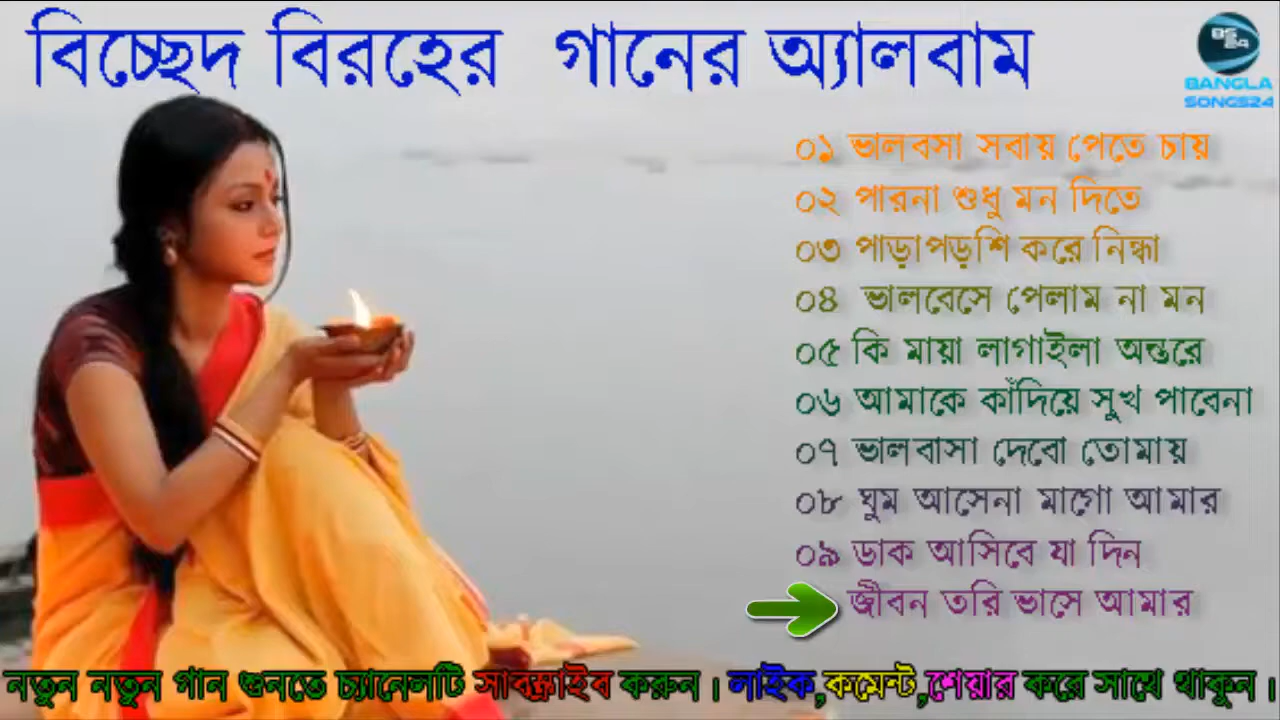 বিচ্ছেদ বিরহের গানের অ্যালবাম
BS24
BANGLA
SONGS24
০১ ভালবসা সবায় পেতে চায়
০২ পারনা শুধু মন দিতে
০৩ পাড়াপড়শি করে নিন্ধা
০৪ ভালবেসে পেলাম না মন
০৫ কি মায়া লাগাইলা অন্তরে
০৬ আমাকে কাঁদিয়ে সুখ পাবেনা
০৭ ভালবাসা দেবো তোমায়
০৮ ঘুম আসেনা মাগো আমার
০৯ ডাক আসিবে যা দিন
জীবন তরি ভাসে আমার
নতুন নতুন গান শুনতে চ্যানেলটি সাবস্ক্রাইব করুন। লাইক,কমেন্ট,শেয়ার করে সাথে থাকুন।